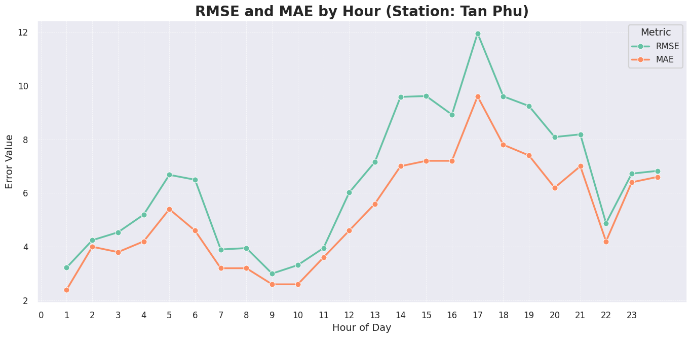 RMSE and MAE by Hour (Station: Tan Phu)
Metric
RMSE
MAE
Error Value
12
10
8
6
4
2
0 1 2 3 4 5 6 7 8 9 10 11 12 13 14 15 16 17 18 19 20 21 22 23
Hour of Day